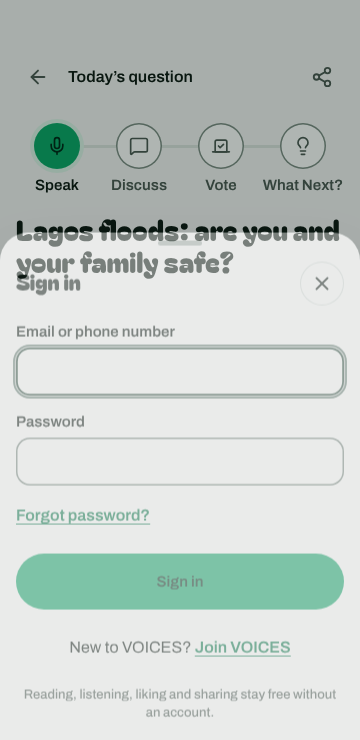 Today’s question
Speak Discuss Vote What Next?
Lagos floods: are you and
your family safe?
Sign in
Email or phone number
Password
Forgot password?
Sign in
New to VOICES? Join VOICES
Reading, listening, liking and sharing stay free without
an account.